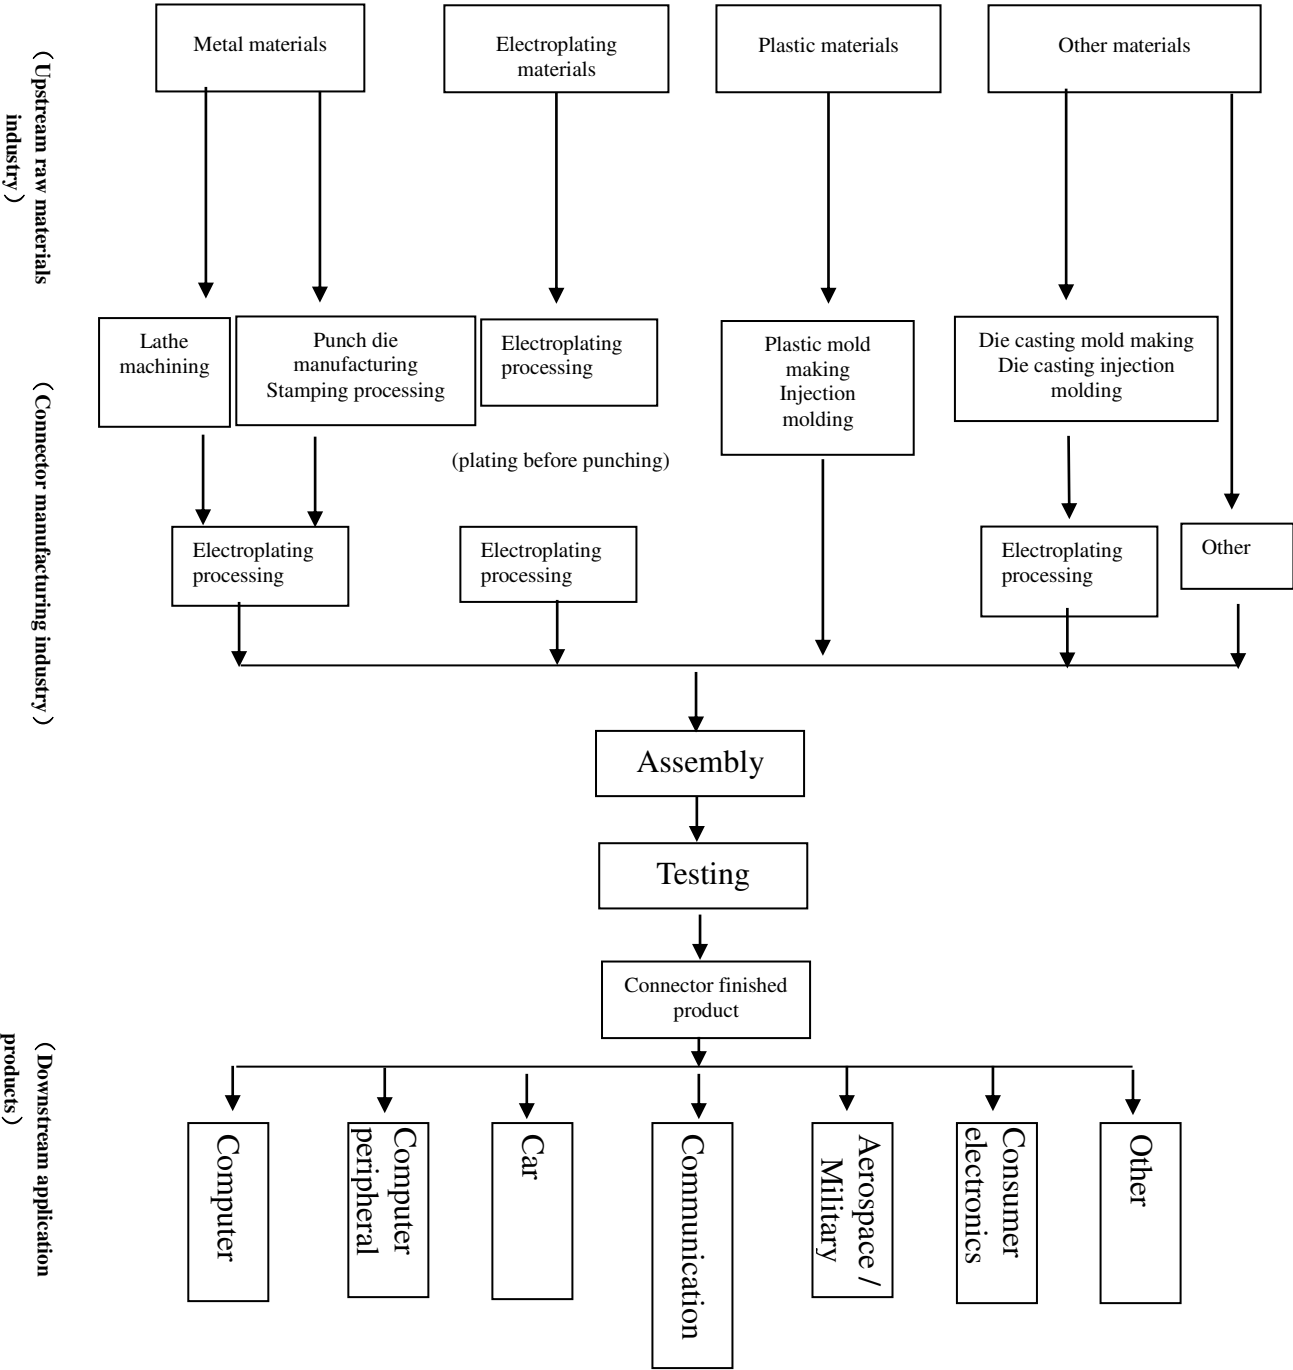 Metal materials
Electroplating
materials
Plastic materials
Other materials
（Upstream raw materials
industry）
Lathe
machining
Punch die
manufacturing
Stamping processing
Electroplating
processing
Plastic mold
making
Injection
molding
Die casting mold making
Die casting injection
molding
（Connector manufacturing industry）
(plating before punching)
Electroplating
processing
Electroplating
processing
Electroplating
processing
Other
Assembly
Testing
Connector finished
product
（Downstream application
products）
Computer
Computer
peripheral
Car
Communication
Aerospace /
Military
Consumer
electronics
Other